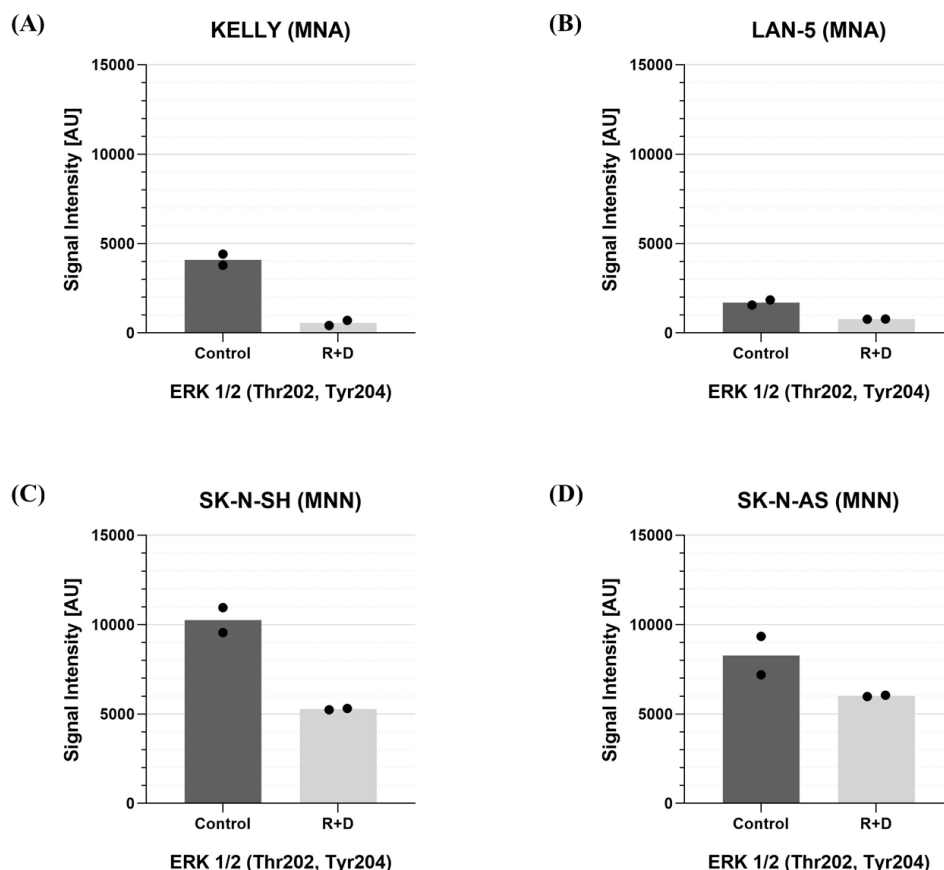 (A)
KELLY (MNA)
Signal Intensity [AU]
15000
10000
5000
0
Control R+D
ERK 1/2 (Thr202, Tyr204)
(B)
LAN-5 (MNA)
Signal Intensity [AU]
15000
10000
5000
0
Control R+D
ERK 1/2 (Thr202, Tyr204)
(C)
SK-N-SH (MNN)
Signal Intensity [AU]
15000
10000
5000
0
Control R+D
ERK 1/2 (Thr202, Tyr204)
(D)
SK-N-AS (MNN)
Signal Intensity [AU]
15000
10000
5000
0
Control R+D
ERK 1/2 (Thr202, Tyr204)